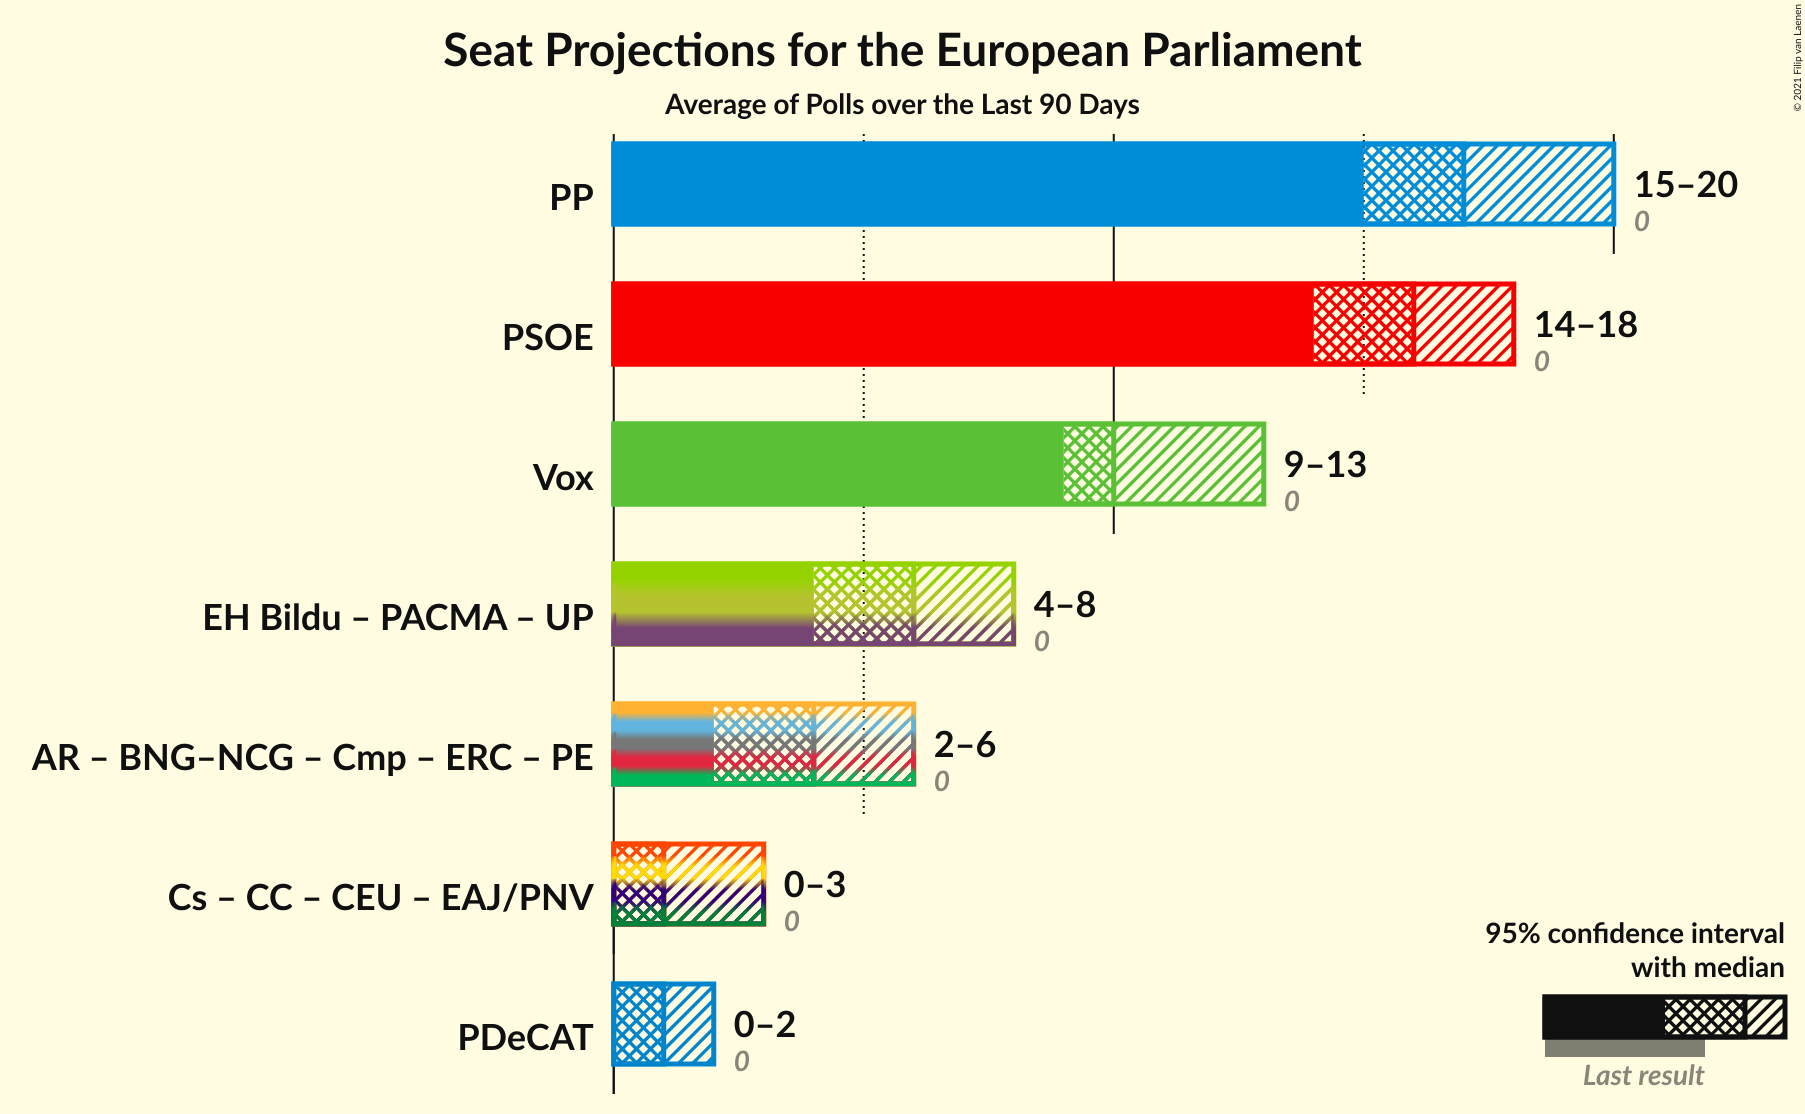 Seat Projections for the European Parliament
Average of Polls over the Last 90 Days
© 2021 Filip van Laenen
PP
15–20
0
PSOE
14–18
0
Vox
9–13
0
EH Bildu – PACMA – UP
4–8
0
AR – BNG–NCG – Cmp – ERC – PE
2–6
0
Cs – CC – CEU – EAJ/PNV
0–3
0
PDeCAT
0–2
0
95% confidence interval
with median
Last result